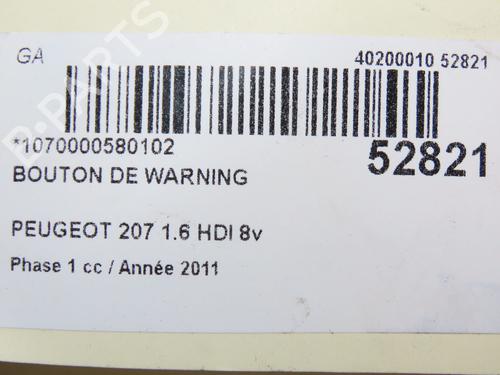 GA
40200010 52821
*1070000580102
52821
BOUTON DE WARNING
PEUGEOT 207 1.6 HDI 8v
Phase 1 cc / Année 2011
B-PARTS